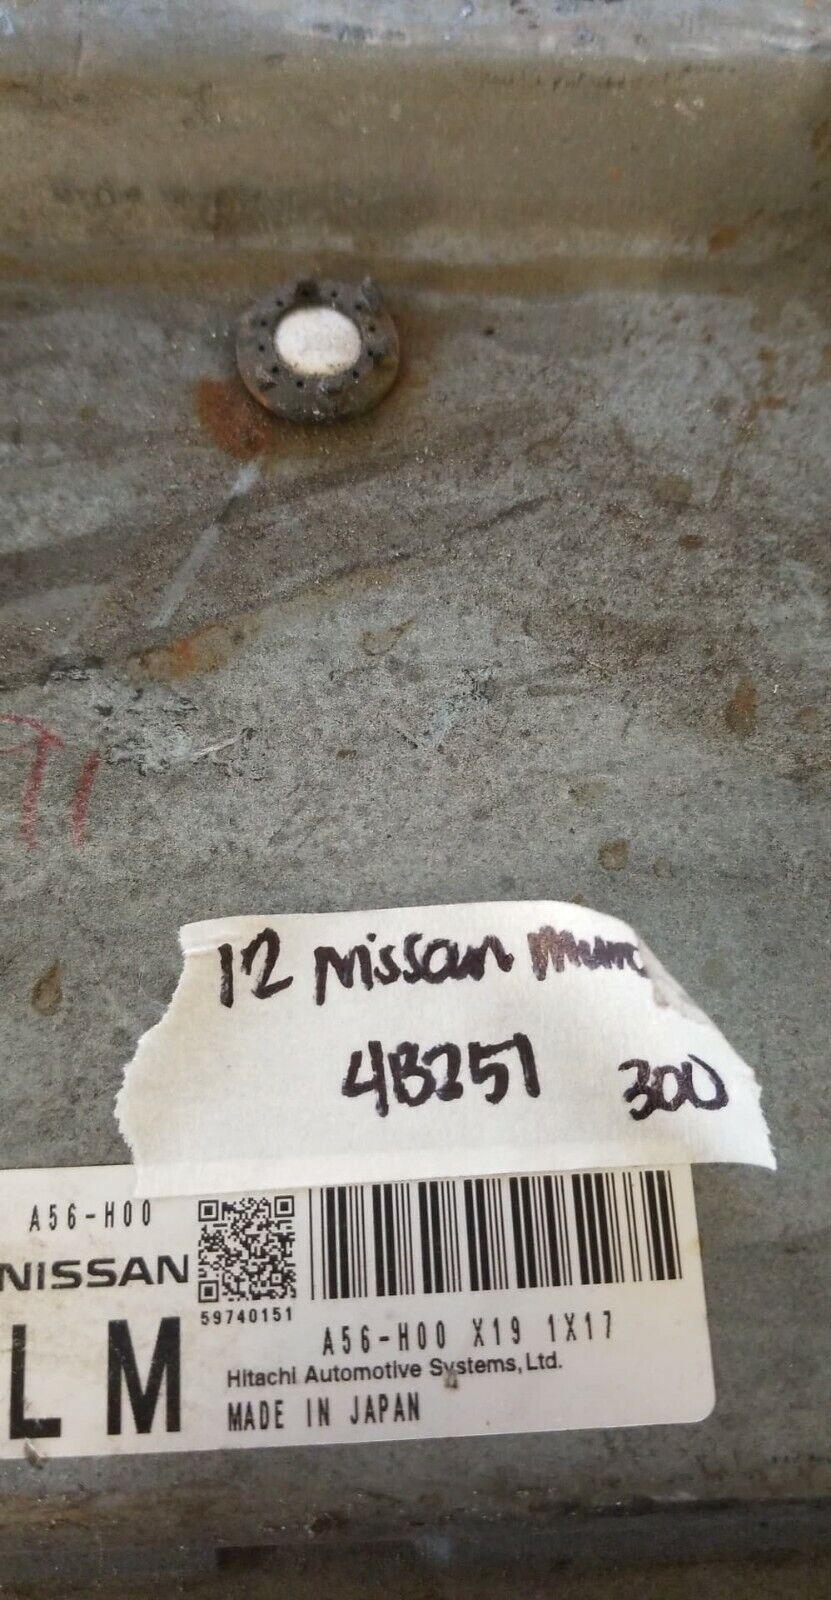 12 Nissan
4B251 300
A56-H00
NISSAN
59740151
LM
A56-H00 X19 1X17
Hitachi Automotive Systems, Ltd.
MADE IN JAPAN